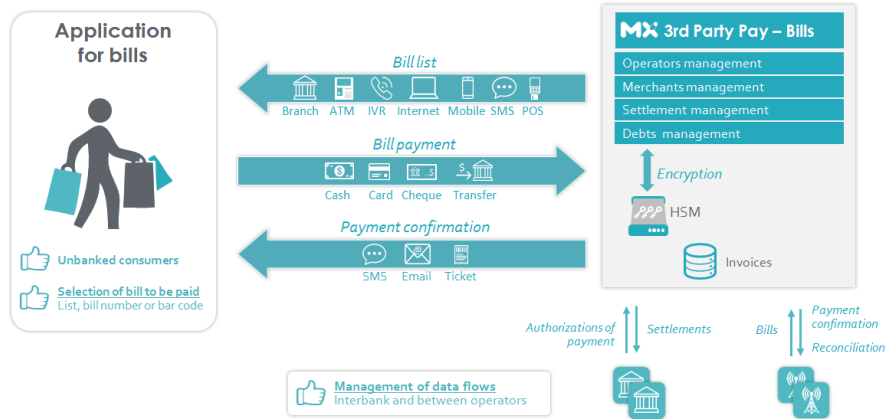 Application
for bills
Unbanked consumers
Selection of bill to be paid
List, bill number or bar code
Bill list
Branch ATM IVR Internet Mobile SMS POS
Bill payment
Cash Card Cheque Transfer
Payment confirmation
SMS Email Ticket
MX 3rd Party Pay – Bills
Operators management
Merchants management
Settlement management
Debts management
Encryption
HSM
Invoices
Authorizations of
payment
Settlements
Bills
Payment
confirmation
Reconciliation
Management of data flows
Interbank and between operators